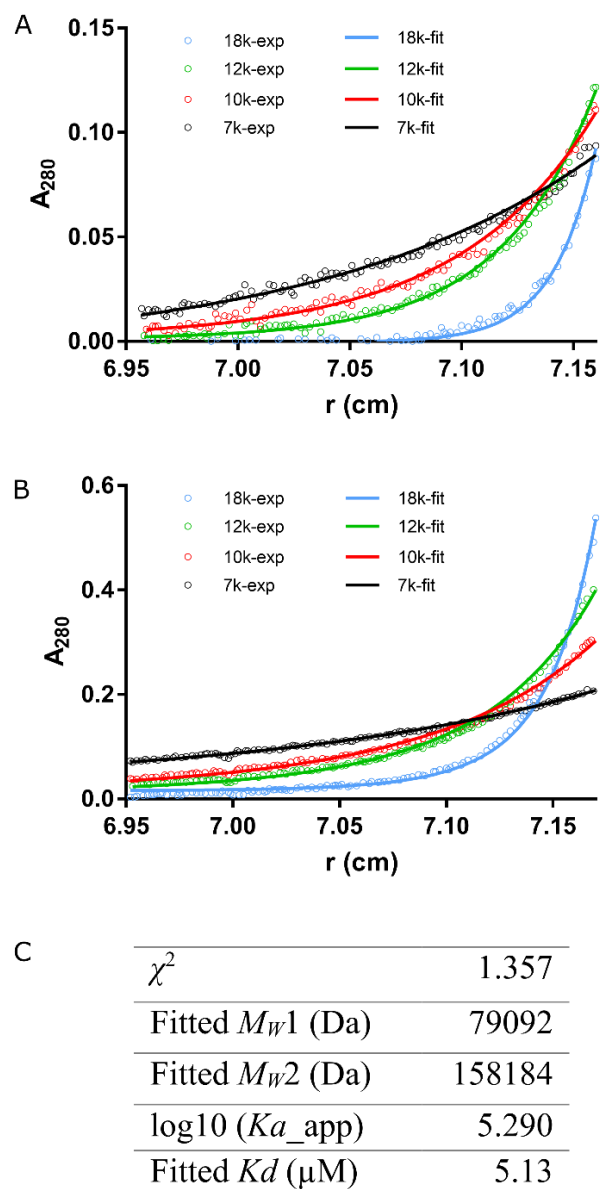 A
0.15
0.10
0.05
0.00
A280
18k-exp 18k-fit
12k-exp 12k-fit
10k-exp 10k-fit
7k-exp 7k-fit
6.95 7.00 7.05 7.10 7.15
r (cm)
B
0.6
0.4
0.2
0.0
A280
18k-exp 18k-fit
12k-exp 12k-fit
10k-exp 10k-fit
7k-exp 7k-fit
6.95 7.00 7.05 7.10 7.15
r (cm)
C
χ² 1.357
Fitted MW1 (Da) 79092
Fitted MW2 (Da) 158184
log10 (Ka_app) 5.290
Fitted Kd (µM) 5.13